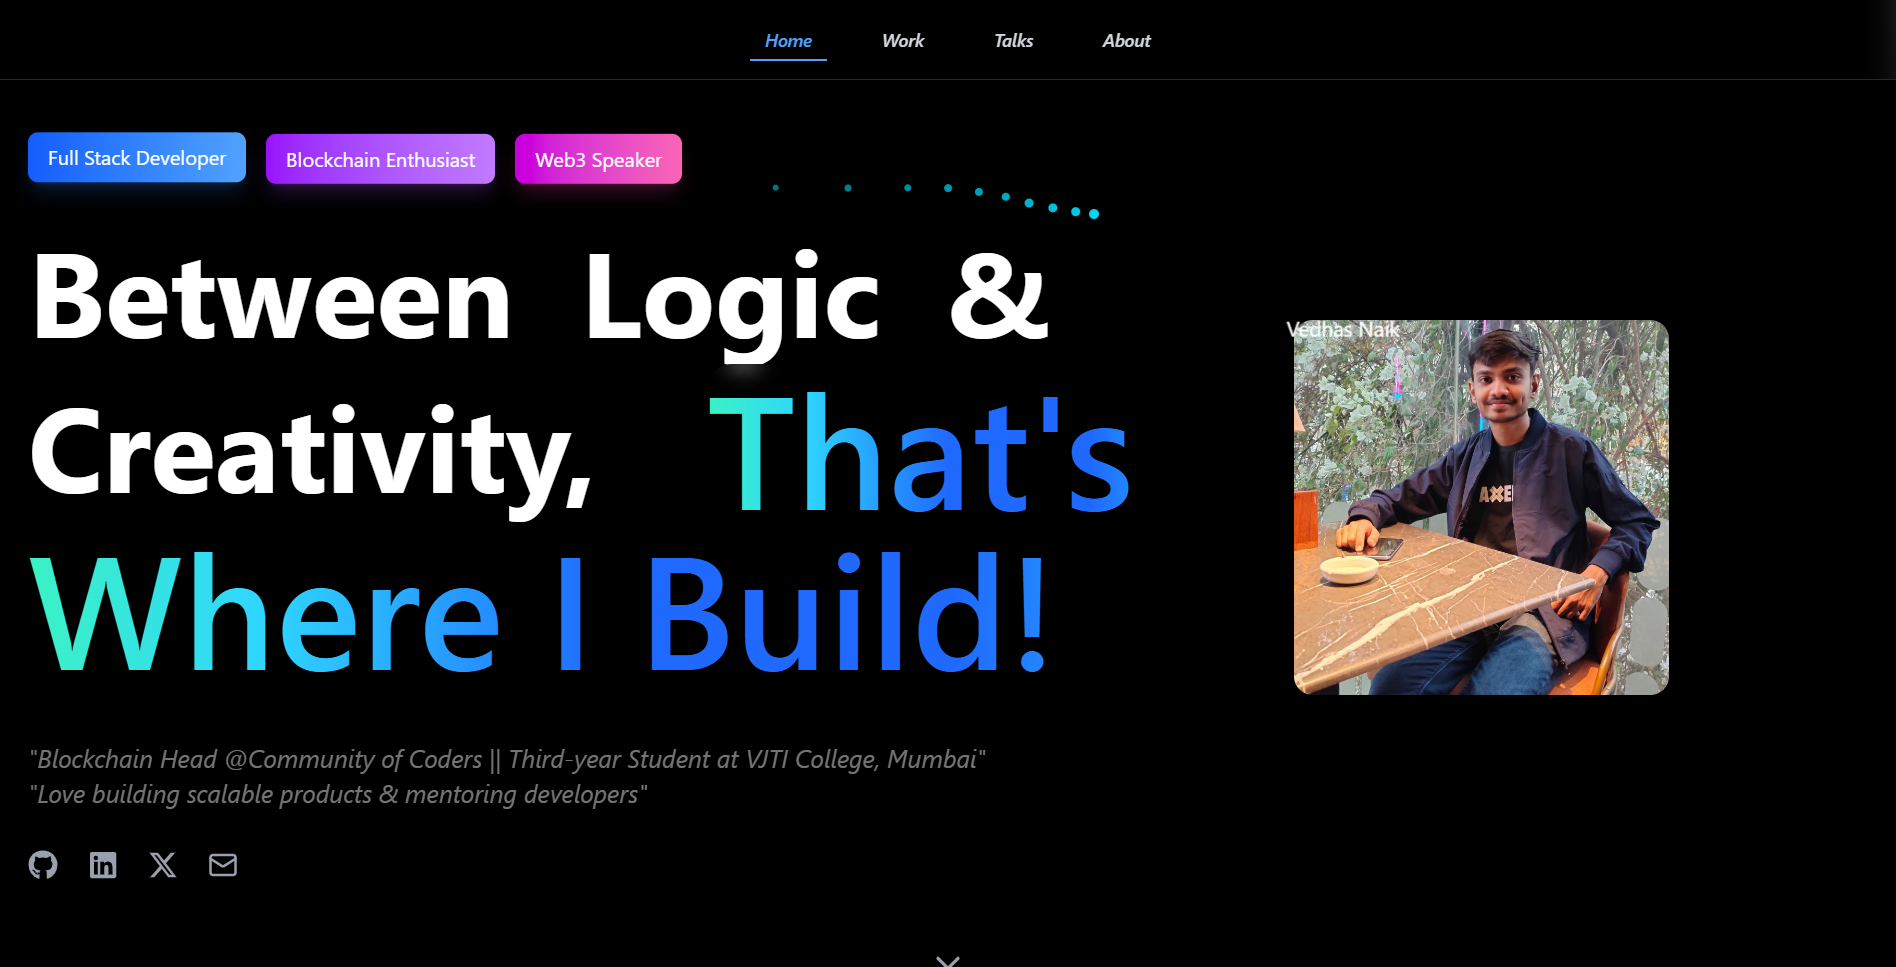 Home Work Talks About
Full Stack Developer Blockchain Enthusiast Web3 Speaker
Between Logic &
Creativity, That's
Where I Build!
Vedhas Naik
AXE
"Blockchain Head @Community of Coders || Third-year Student at VJTI College, Mumbai"
"Love building scalable products & mentoring developers"